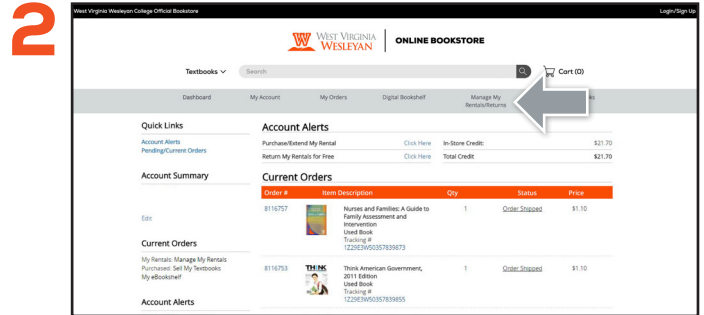 2
West Virginia Wesleyan College Official Bookstore
Login/Sign Up
WEST VIRGINIA
WESLEYAN
ONLINE BOOKSTORE
Textbooks
Search
Cart (0)
Dashboard
My Account
My Orders
Digital Bookshelf
Manage My
Rentals/Returns
Quick Links
Account Alerts
Pending/Current Orders
Account Summary
Edit
Current Orders
My Rentals: Manage My Rentals
Purchased: Sell My Textbooks
My eBookshelf
Account Alerts
Account Alerts
Purchase/Extend My Rental Click Here In-Store Credit: $21.70
Return My Rentals for Free Click Here Total Credit $21.70
Current Orders
Order # Item Description Qty Status Price
8116757 Nurses and Families: A Guide to 1 Order Shipped $1.10
Family Assessment and
Intervention
Used Book
Tracking #
1Z29E3W50357839873
8116753 THINK Think American Government, 1 Order Shipped $1.10
2011 Edition
Used Book
Tracking #
1Z29E3W50357839855